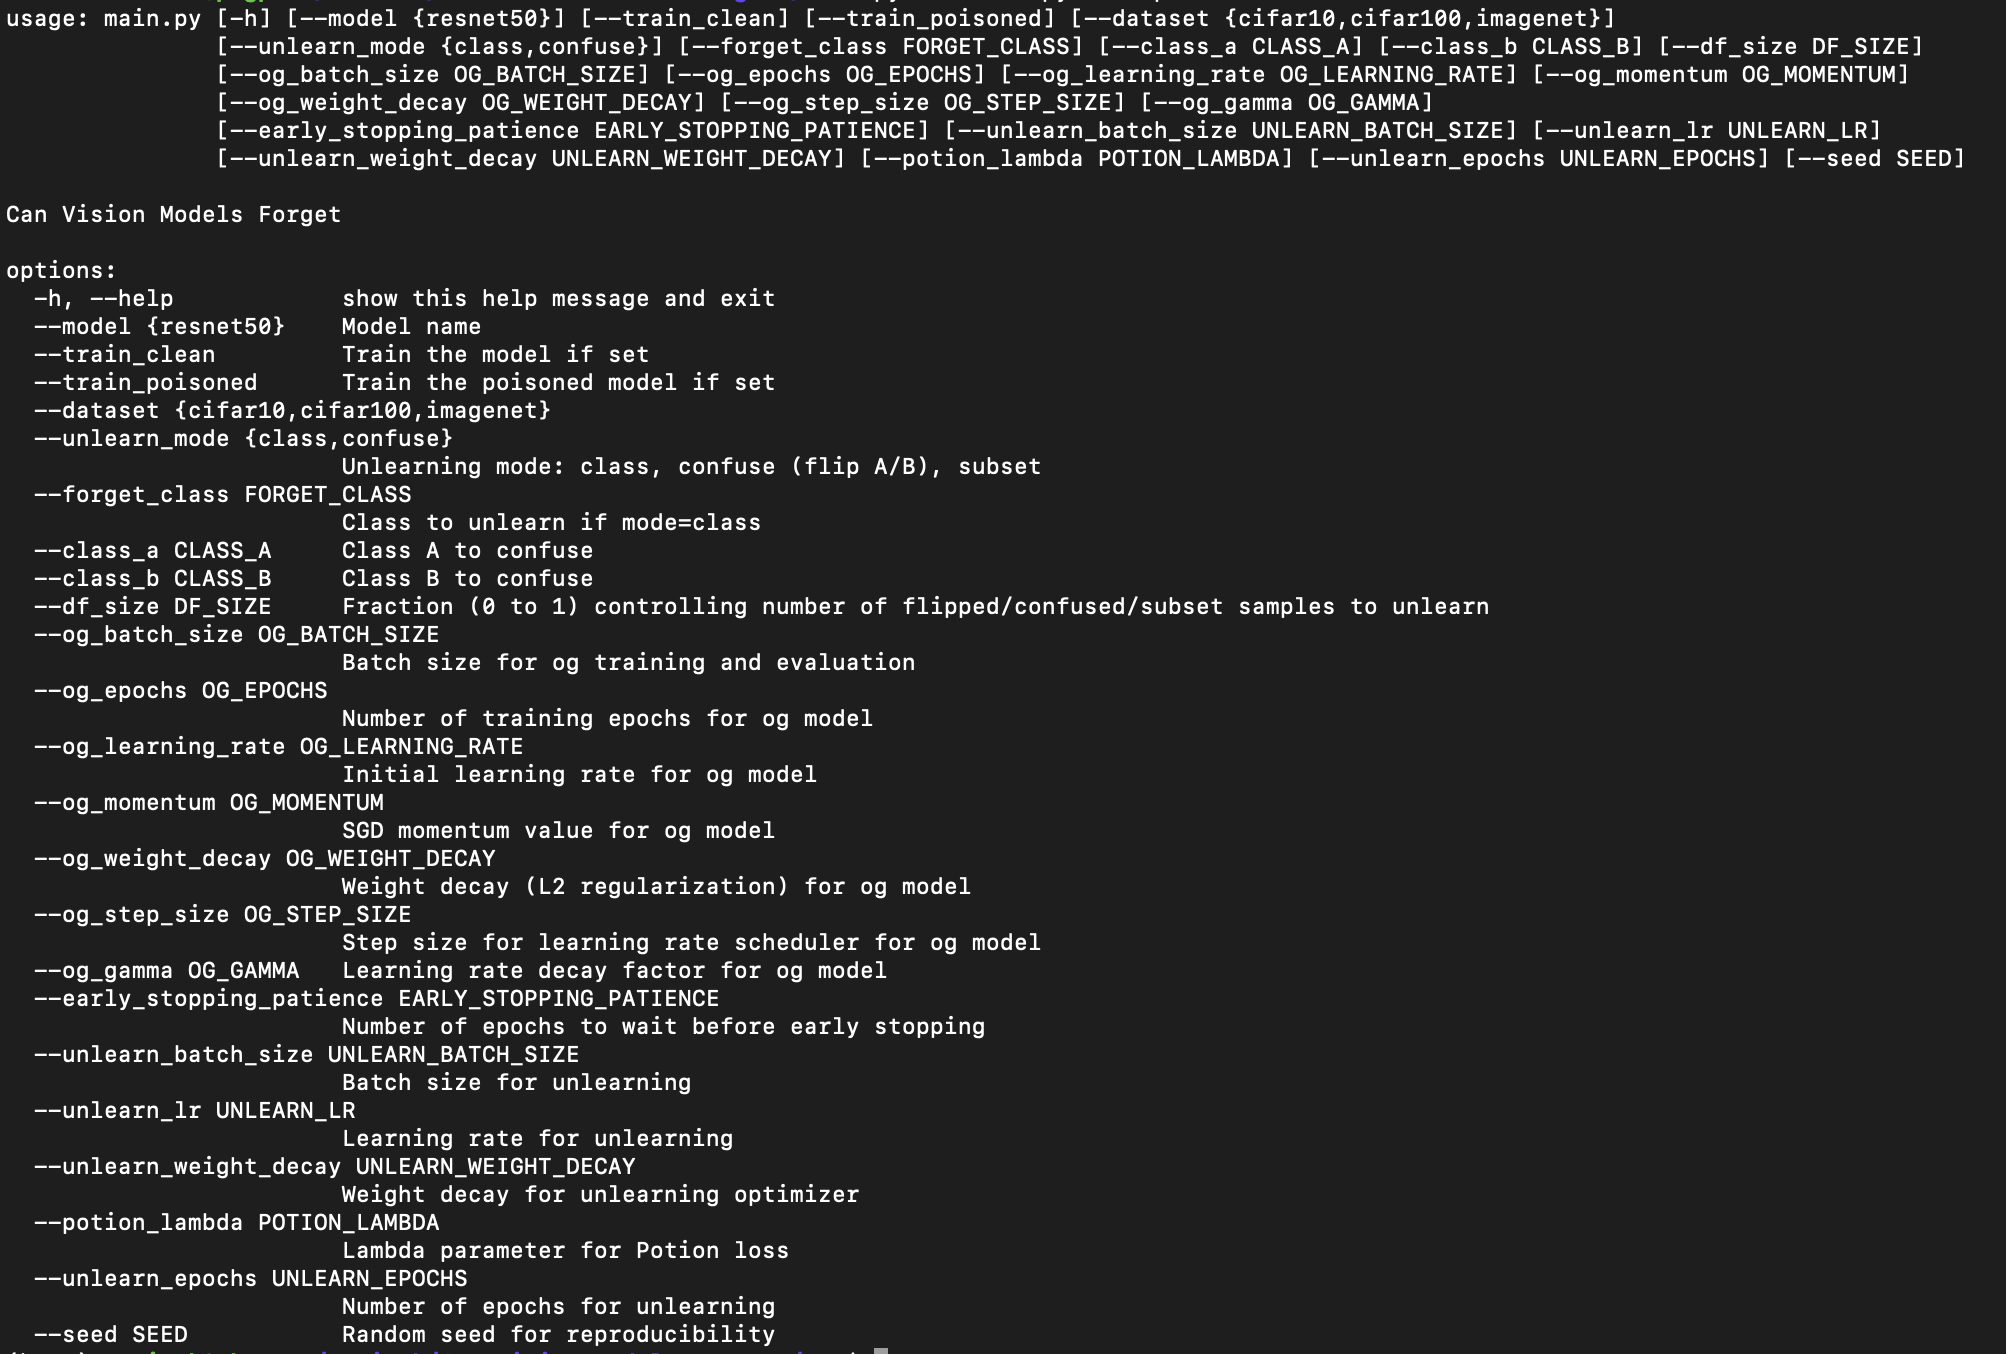 usage: main.py [-h] [--model {resnet50}] [--train_clean] [--train_poisoned] [--dataset {cifar10,cifar100,imagenet}]
[--unlearn_mode {class,confuse}] [--forget_class FORGET_CLASS] [--class_a CLASS_A] [--class_b CLASS_B] [--df_size DF_SIZE]
[--og_batch_size OG_BATCH_SIZE] [--og_epochs OG_EPOCHS] [--og_learning_rate OG_LEARNING_RATE] [--og_momentum OG_MOMENTUM]
[--og_weight_decay OG_WEIGHT_DECAY] [--og_step_size OG_STEP_SIZE] [--og_gamma OG_GAMMA]
[--early_stopping_patience EARLY_STOPPING_PATIENCE] [--unlearn_batch_size UNLEARN_BATCH_SIZE] [--unlearn_lr UNLEARN_LR]
[--unlearn_weight_decay UNLEARN_WEIGHT_DECAY] [--potion_lambda POTION_LAMBDA] [--unlearn_epochs UNLEARN_EPOCHS] [--seed SEED]
Can Vision Models Forget
options:
-h, --help show this help message and exit
--model {resnet50} Model name
--train_clean Train the model if set
--train_poisoned Train the poisoned model if set
--dataset {cifar10,cifar100,imagenet}
--unlearn_mode {class,confuse}
Unlearning mode: class, confuse (flip A/B), subset
--forget_class FORGET_CLASS
Class to unlearn if mode=class
--class_a CLASS_A Class A to confuse
--class_b CLASS_B Class B to confuse
--df_size DF_SIZE Fraction (0 to 1) controlling number of flipped/confused/subset samples to unlearn
--og_batch_size OG_BATCH_SIZE
Batch size for og training and evaluation
--og_epochs OG_EPOCHS
Number of training epochs for og model
--og_learning_rate OG_LEARNING_RATE
Initial learning rate for og model
--og_momentum OG_MOMENTUM
SGD momentum value for og model
--og_weight_decay OG_WEIGHT_DECAY
Weight decay (L2 regularization) for og model
--og_step_size OG_STEP_SIZE
Step size for learning rate scheduler for og model
--og_gamma OG_GAMMA Learning rate decay factor for og model
--early_stopping_patience EARLY_STOPPING_PATIENCE
Number of epochs to wait before early stopping
--unlearn_batch_size UNLEARN_BATCH_SIZE
Batch size for unlearning
--unlearn_lr UNLEARN_LR
Learning rate for unlearning
--unlearn_weight_decay UNLEARN_WEIGHT_DECAY
Weight decay for unlearning optimizer
--potion_lambda POTION_LAMBDA
Lambda parameter for Potion loss
--unlearn_epochs UNLEARN_EPOCHS
Number of epochs for unlearning
--seed SEED Random seed for reproducibility